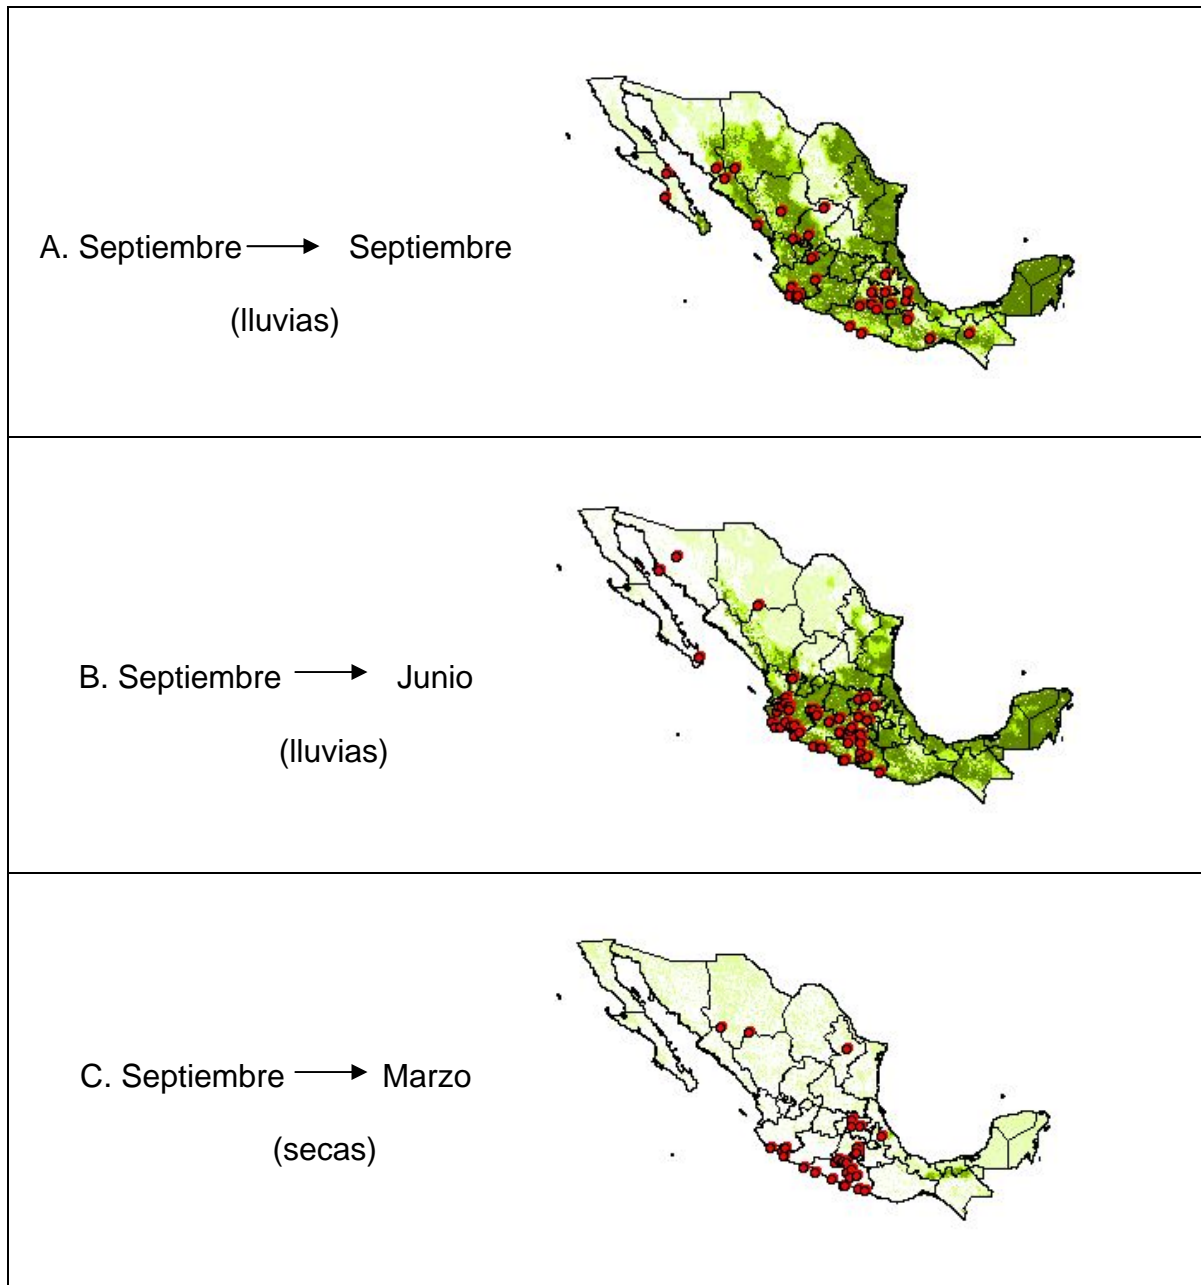 A. Septiembre → Septiembre
(lluvias)
B. Septiembre → Junio
(lluvias)
C. Septiembre → Marzo
(secas)